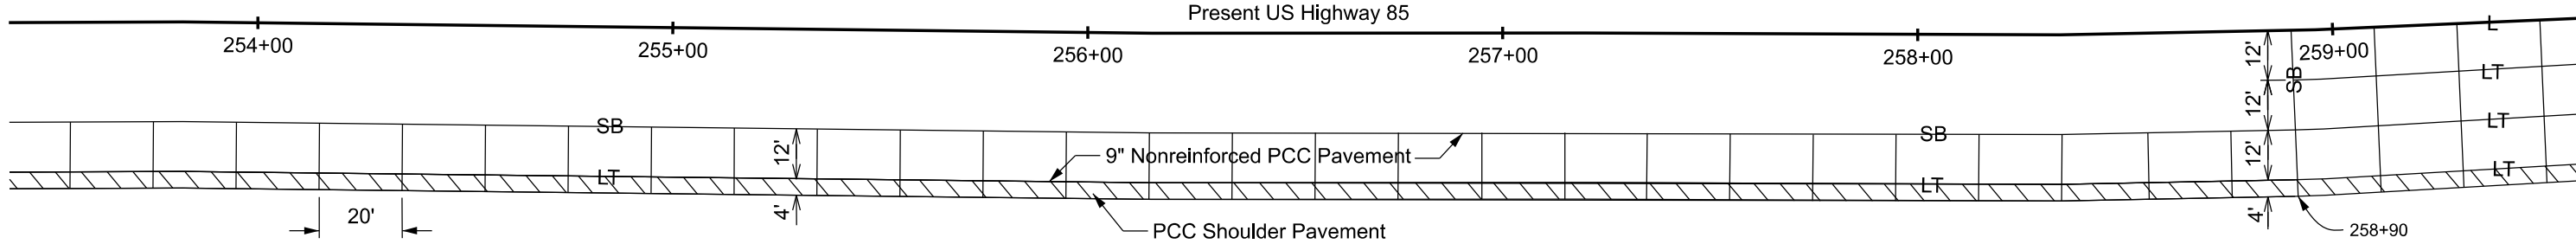 Present US Highway 85
254+00
255+00
256+00
257+00
258+00
259+00
12'
12'
12'
SB
L
LT
LT
LT
SB
SB
12'
9" Nonreinforced PCC Pavement
LT
LT
20'
4'
PCC Shoulder Pavement
4'
258+90